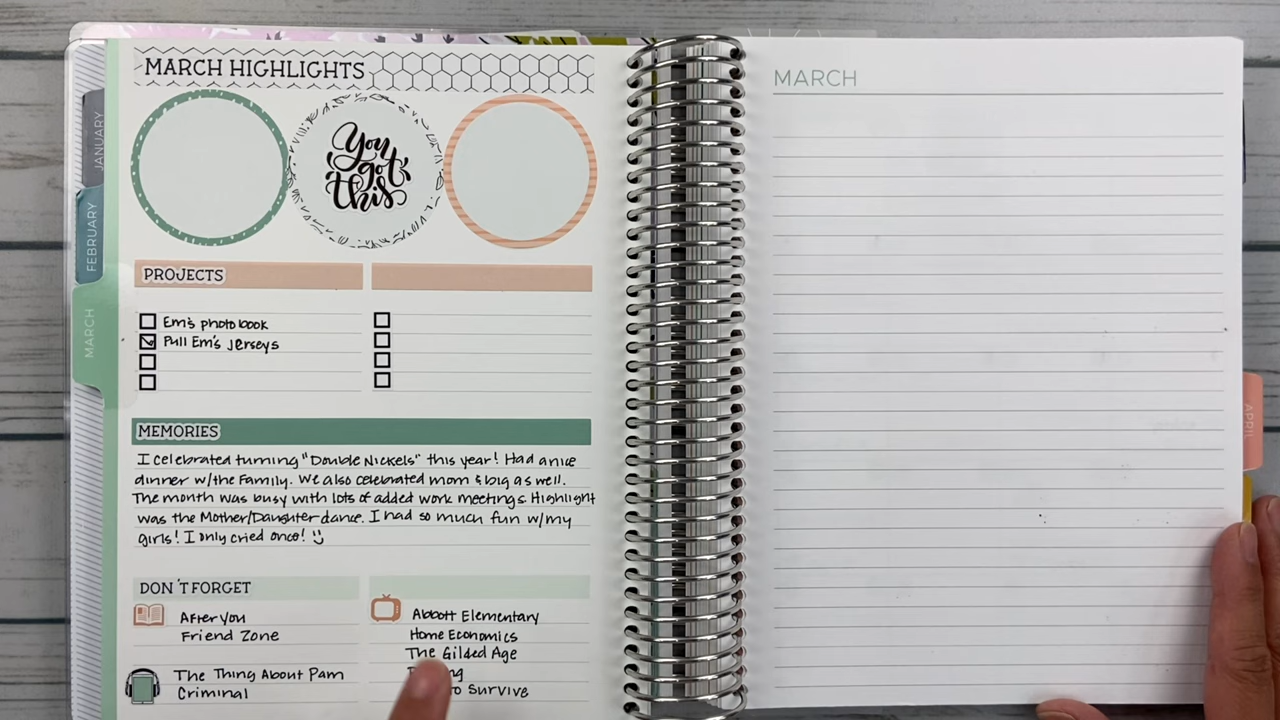 MARCH HIGHLIGHTS
You
got
this
PROJECTS
Em's photobook
Pull Em's Jerseys
MEMORIES
I celebrated turning "Double Nickels" this year! Had a nice
dinner w/the Family. We also celebrated mom & big as well.
The month was busy with lots of added work meetings. Highlight
was the Mother/Daughter dance. I had so much fun w/my
girls! I only cried once!
DON'T FORGET
After You
Friend Zone
The Thing About Pam
Criminal
Abbott Elementary
Home Economics
The Gilded Age
to Survive
JANUARY
FEBRUARY
MARCH
MARCH
APRIL